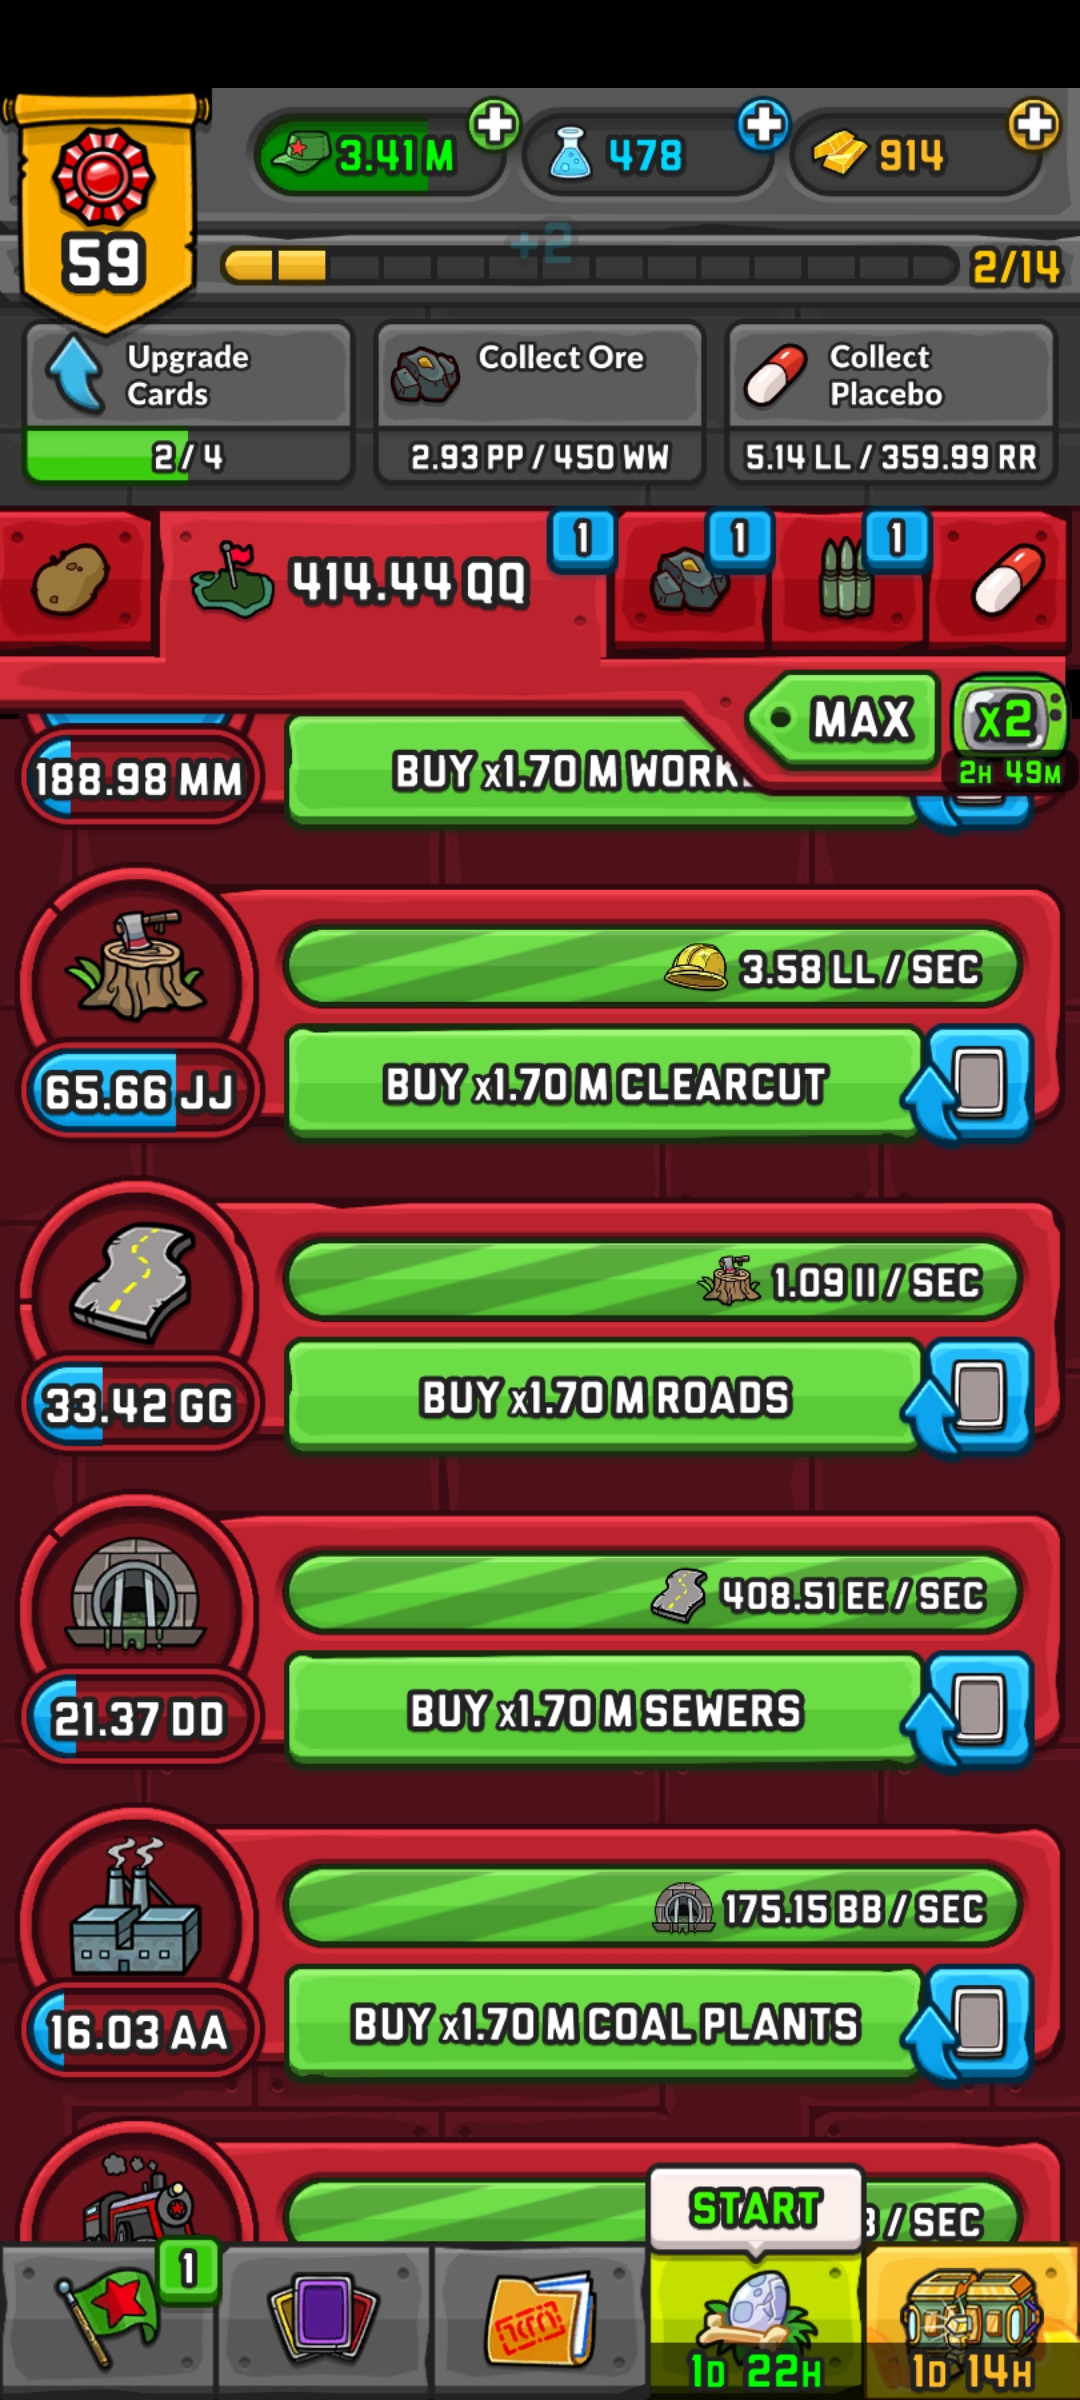 3.41 M
478
914
59
+2
2/14
Upgrade
Cards
2 / 4
Collect Ore
2.93 PP / 450 WW
Collect
Placebo
5.14 LL / 359.99 RR
414.44 QQ
1
1
1
MAX
x2
2H 49M
188.98 MM
BUY x1.70 M WORK
3.58 LL / SEC
65.66 JJ
BUY x1.70 M CLEARCUT
1.09 II / SEC
33.42 GG
BUY x1.70 M ROADS
408.51 EE / SEC
21.37 DD
BUY x1.70 M SEWERS
175.15 BB / SEC
16.03 AA
BUY x1.70 M COAL PLANTS
/ SEC
START
1
1D 22H
1D 14H